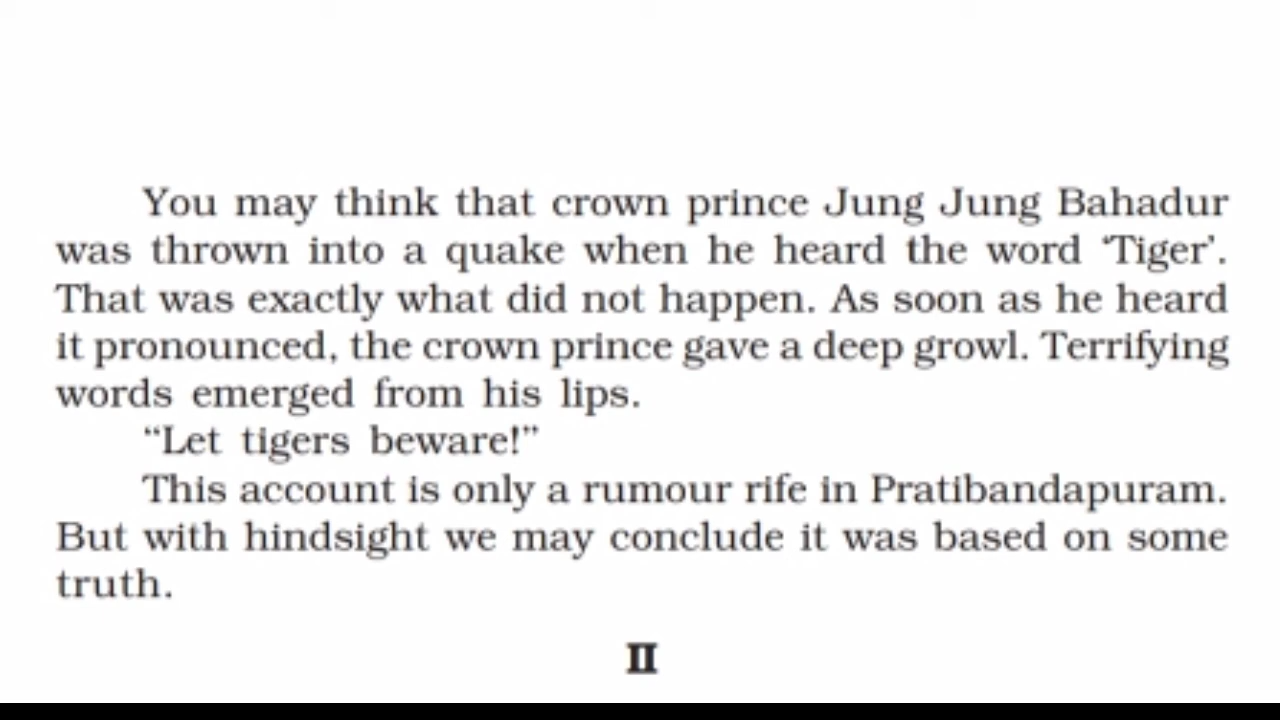 You may think that crown prince Jung Jung Bahadur
was thrown into a quake when he heard the word ‘Tiger’.
That was exactly what did not happen. As soon as he heard
it pronounced, the crown prince gave a deep growl. Terrifying
words emerged from his lips.
“Let tigers beware!”
This account is only a rumour rife in Pratibandapuram.
But with hindsight we may conclude it was based on some
truth.
II